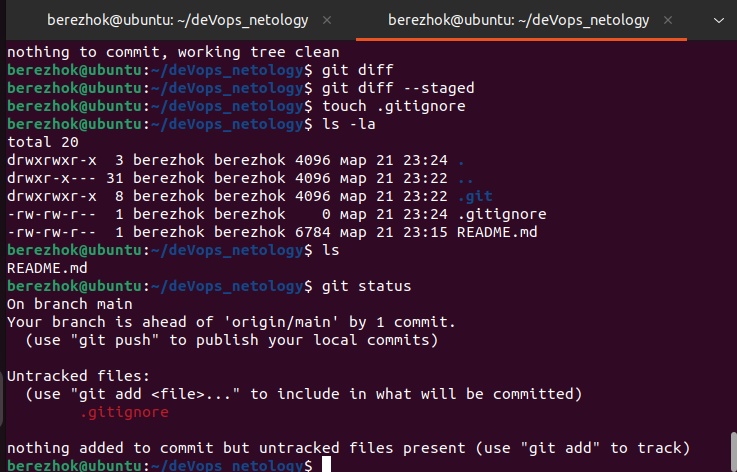 berezhok@ubuntu: ~/deVops_netology × berezhok@ubuntu: ~/deVops_netology ×
nothing to commit, working tree clean
berezhok@ubuntu:~/deVops_netology$ git diff
berezhok@ubuntu:~/deVops_netology$ git diff --staged
berezhok@ubuntu:~/deVops_netology$ touch .gitignore
berezhok@ubuntu:~/deVops_netology$ ls -la
total 20
drwxrwxr-x  3 berezhok berezhok 4096 мар 21 23:24 .
drwxr-x--- 31 berezhok berezhok 4096 мар 21 23:22 ..
drwxrwxr-x  8 berezhok berezhok 4096 мар 21 23:22 .git
-rw-rw-r--  1 berezhok berezhok    0 мар 21 23:24 .gitignore
-rw-rw-r--  1 berezhok berezhok 6784 мар 21 23:15 README.md
berezhok@ubuntu:~/deVops_netology$ ls
README.md
berezhok@ubuntu:~/deVops_netology$ git status
On branch main
Your branch is ahead of 'origin/main' by 1 commit.
  (use "git push" to publish your local commits)

Untracked files:
  (use "git add <file>..." to include in what will be committed)
        .gitignore

nothing added to commit but untracked files present (use "git add" to track)
berezhok@ubuntu:~/deVops_netology$